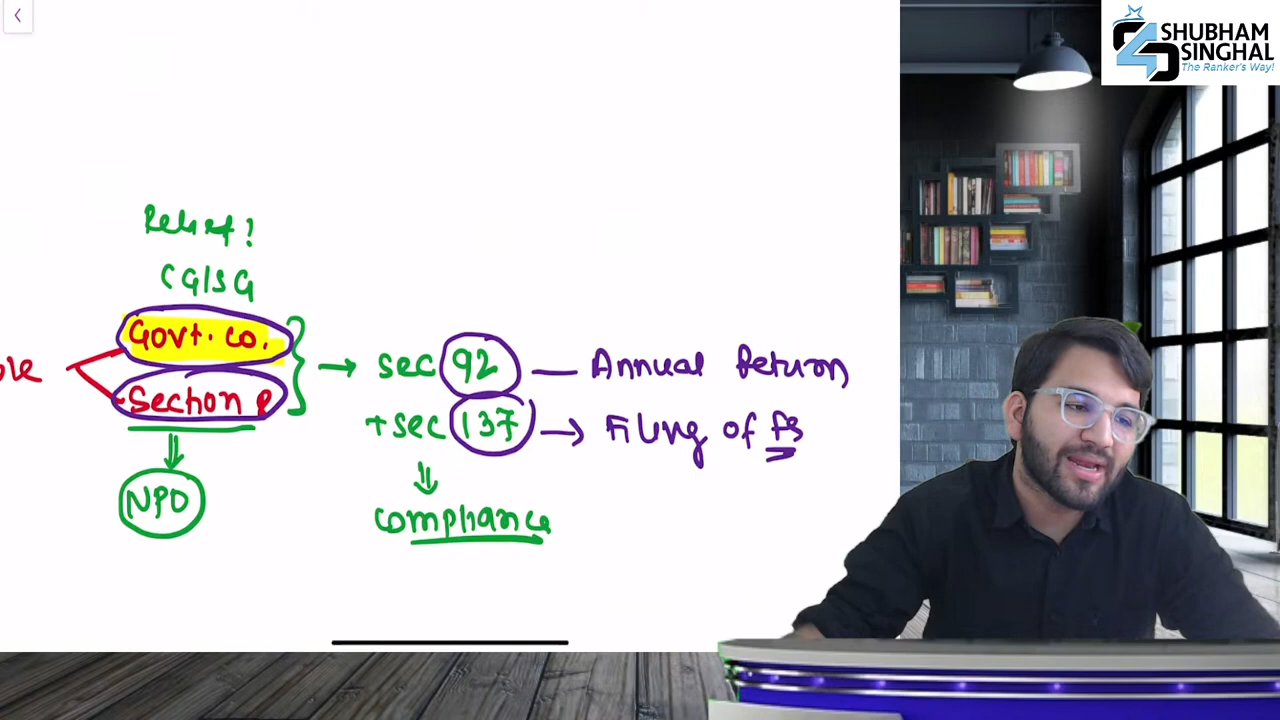 SHUBHAM
SINGHAL
The Ranker's Way!
Relief?
CG/SG
Govt. co.
Section 8
NPO
→ sec 92 — Annual Return
+ sec 137 → Filing of FS
compliance